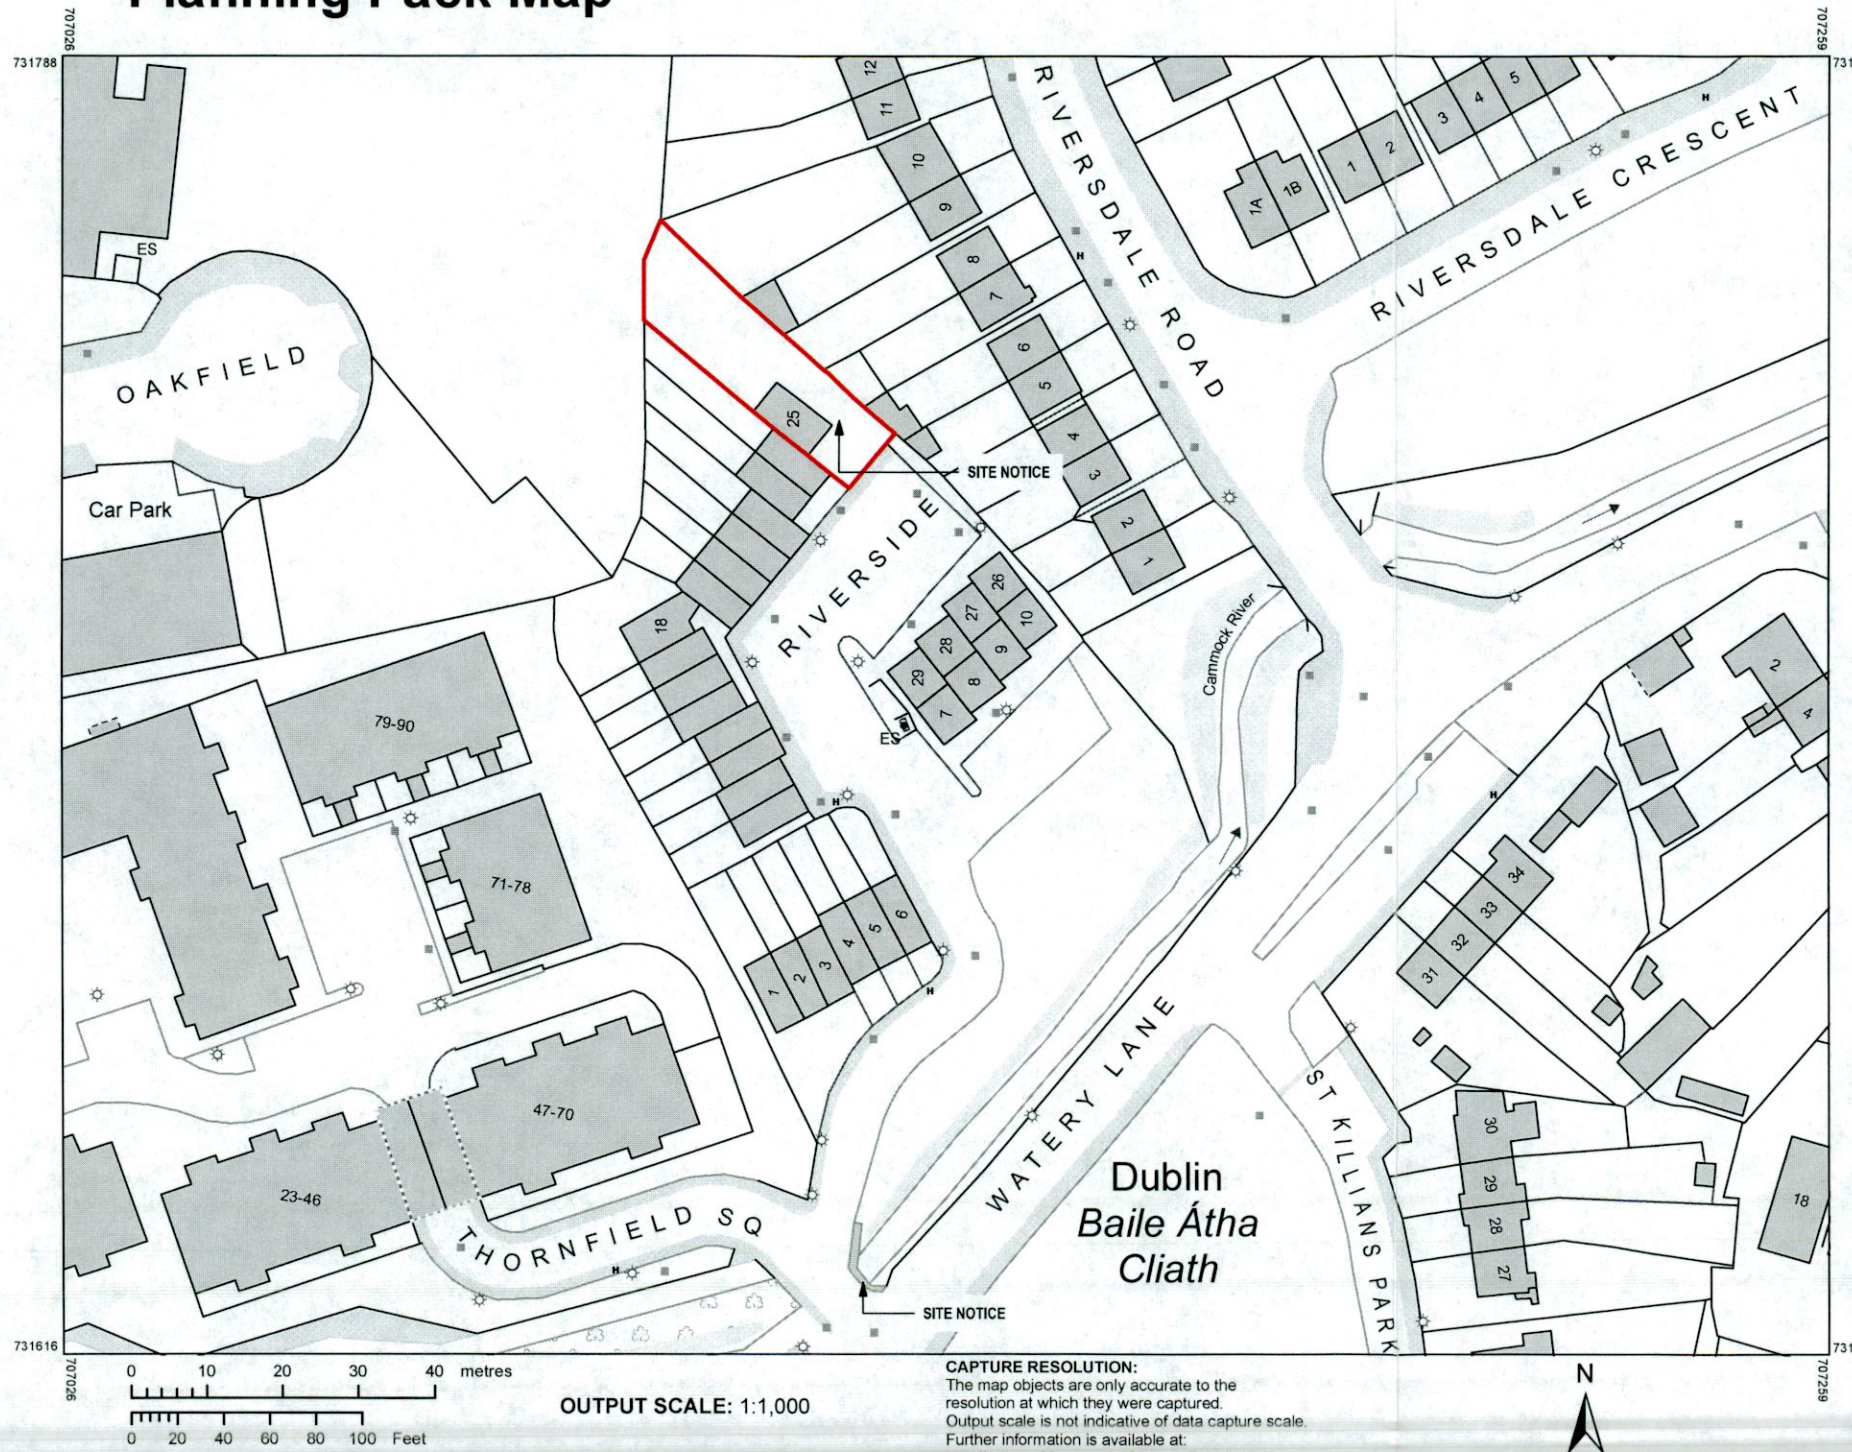 Planning Pack Map
707026
707259
731788
731
12
11
10
9
8
7
6
5
4
3
2
1
RIVERSDALE ROAD
1A
1B
1
2
3
4
5
H
RIVERSDALE CRESCENT
H
ES
OAKFIELD
Car Park
25
SITE NOTICE
RIVERSIDE
18
26
27
28
29
10
9
8
7
ES
Cammock River
79-90
71-78
H
1
2
3
4
5
6
H
2
4
H
34
33
32
31
47-70
23-46
THORNFIELD SQ
H
WATERY LANE
Dublin
Baile Átha
Cliath
ST KILLIANS PARK
30
29
28
27
18
SITE NOTICE
731616
731
707026
707259
0 10 20 30 40 metres
0 20 40 60 80 100 Feet
OUTPUT SCALE: 1:1,000
CAPTURE RESOLUTION:
The map objects are only accurate to the
resolution at which they were captured.
Output scale is not indicative of data capture scale.
Further information is available at:
N